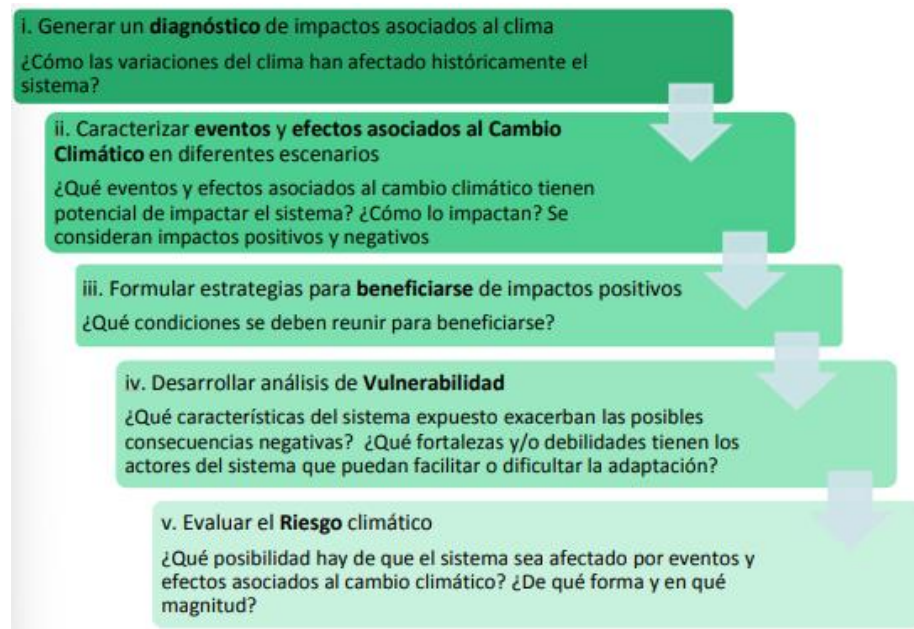 i. Generar un diagnóstico de impactos asociados al clima
¿Cómo las variaciones del clima han afectado históricamente el
sistema?
ii. Caracterizar eventos y efectos asociados al Cambio
Climático en diferentes escenarios
¿Qué eventos y efectos asociados al cambio climático tienen
potencial de impactar el sistema? ¿Cómo lo impactan? Se
consideran impactos positivos y negativos
iii. Formular estrategias para beneficiarse de impactos positivos
¿Qué condiciones se deben reunir para beneficiarse?
iv. Desarrollar análisis de Vulnerabilidad
¿Qué características del sistema expuesto exacerban las posibles
consecuencias negativas? ¿Qué fortalezas y/o debilidades tienen los
actores del sistema que puedan facilitar o dificultar la adaptación?
v. Evaluar el Riesgo climático
¿Qué posibilidad hay de que el sistema sea afectado por eventos y
efectos asociados al cambio climático? ¿De qué forma y en qué
magnitud?